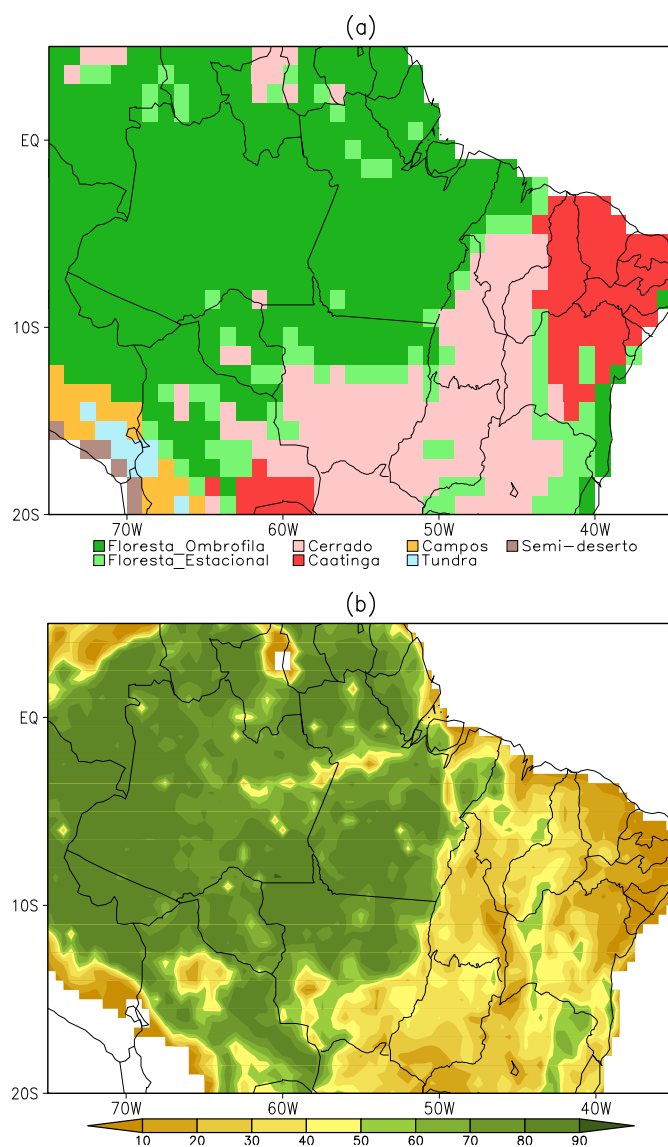 (a)
EQ
10S
20S
70W 60W 50W 40W
Floresta_Ombrofila Cerrado Campos Semi-deserto
Floresta_Estacional Caatinga Tundra
(b)
EQ
10S
20S
70W 60W 50W 40W
10 20 30 40 50 60 70 80 90